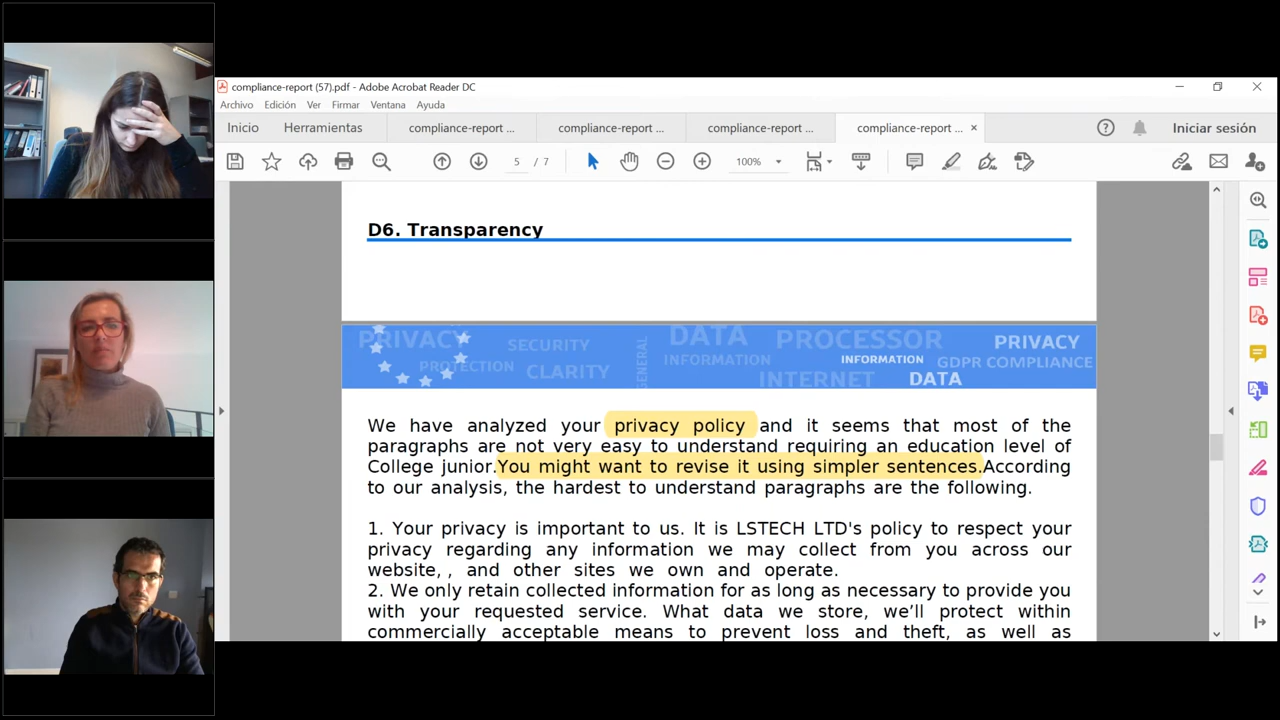 compliance-report (57).pdf - Adobe Acrobat Reader DC
Archivo Edición Ver Firmar Ventana Ayuda
Inicio Herramientas compliance-report ... compliance-report ... compliance-report ... compliance-report ... × Iniciar sesión
5 / 7 100%
D6. Transparency
PRIVACY SECURITY PROTECTION CLARITY GENERAL DATA INFORMATION PROCESSOR INTERNET INFORMATION DATA PRIVACY GDPR COMPLIANCE
We have analyzed your privacy policy and it seems that most of the
paragraphs are not very easy to understand requiring an education level of
College junior.You might want to revise it using simpler sentences.According
to our analysis, the hardest to understand paragraphs are the following.
1. Your privacy is important to us. It is LSTECH LTD's policy to respect your
privacy regarding any information we may collect from you across our
website, , and other sites we own and operate.
2. We only retain collected information for as long as necessary to provide you
with your requested service. What data we store, we’ll protect within
commercially acceptable means to prevent loss and theft, as well as